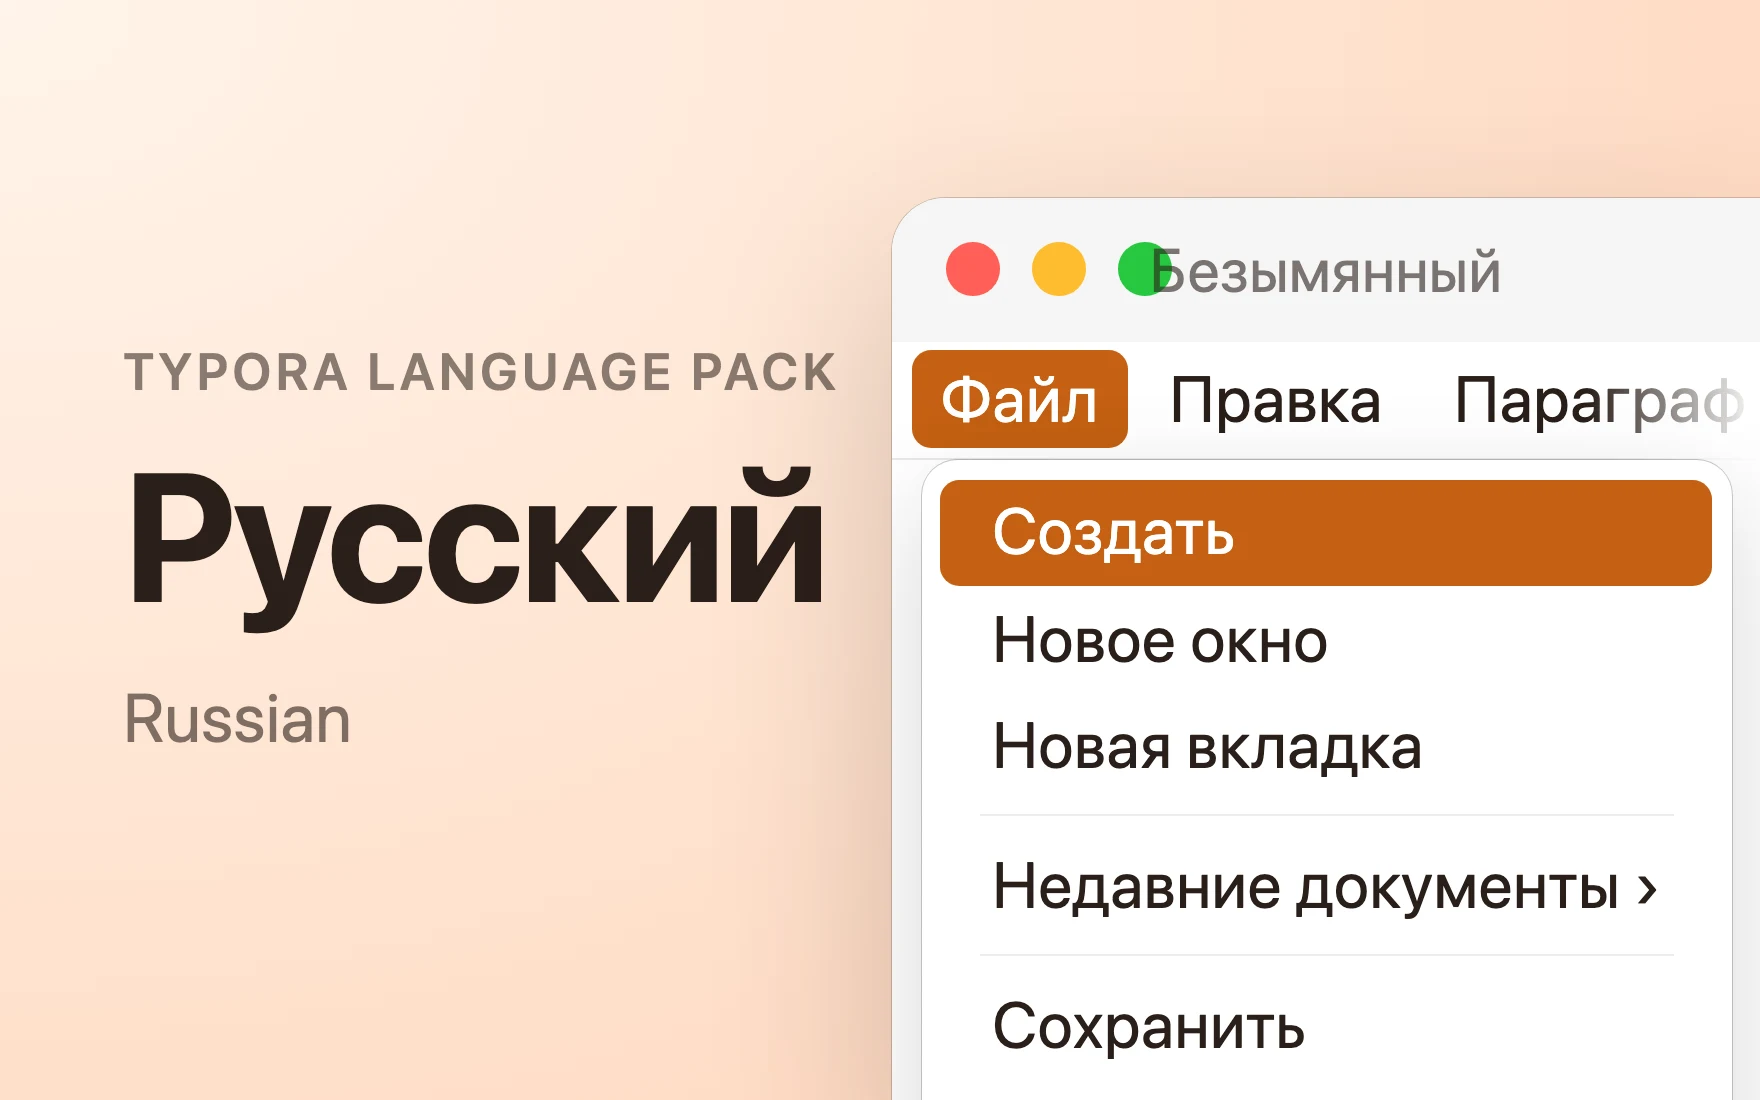 TYPORA LANGUAGE PACK
Русский
Russian
Безымянный
Файл Правка Параграф
Создать
Новое окно
Новая вкладка
Недавние документы ›
Сохранить